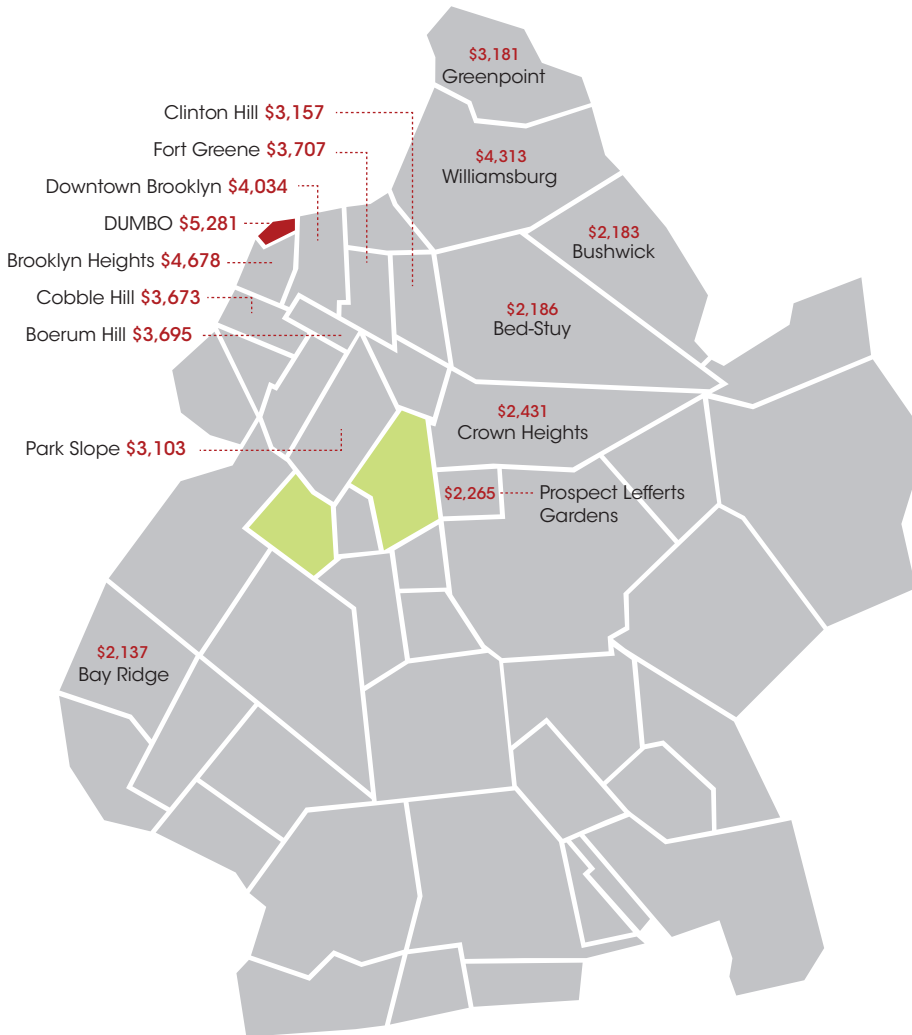 $3,181
Greenpoint
Clinton Hill $3,157
Fort Greene $3,707
$4,313
Williamsburg
Downtown Brooklyn $4,034
DUMBO $5,281
$2,183
Bushwick
Brooklyn Heights $4,678
Cobble Hill $3,673
$2,186
Bed-Stuy
Boerum Hill $3,695
$2,431
Crown Heights
Park Slope $3,103
$2,265 Prospect Lefferts
Gardens
$2,137
Bay Ridge